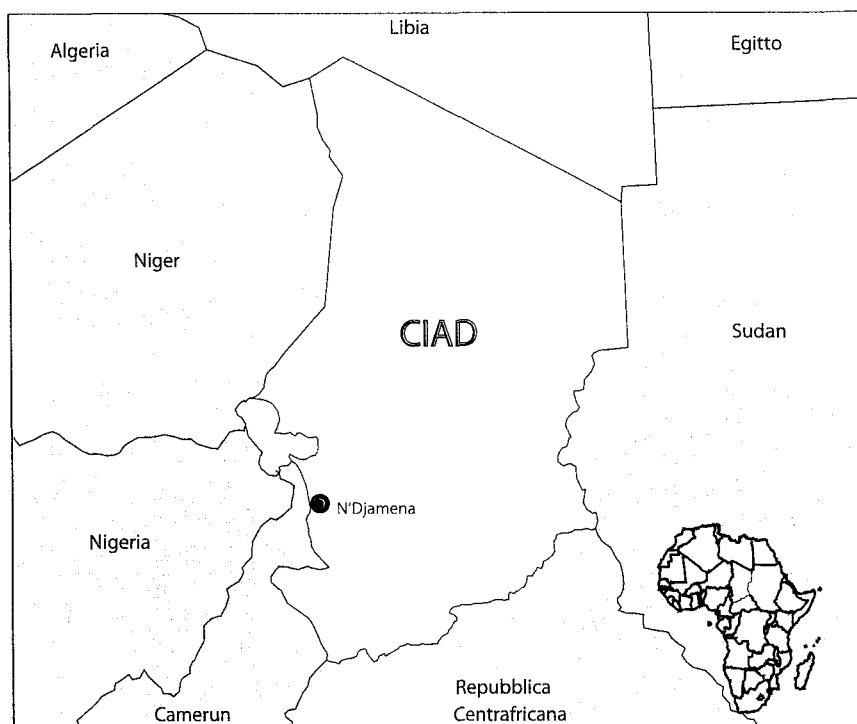 Libia
Algeria
Egitto
Niger
CIAD
Sudan
N'Djamena
Nigeria
Repubblica
Centrafricana
Camerun